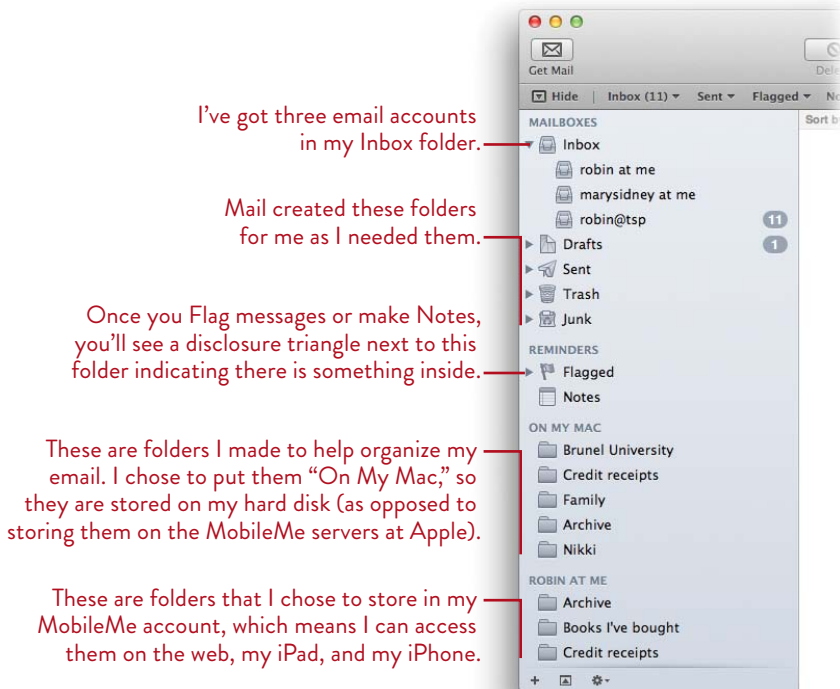 I've got three email accounts
in my Inbox folder.
Mail created these folders
for me as I needed them.
Once you Flag messages or make Notes,
you'll see a disclosure triangle next to this
folder indicating there is something inside.
These are folders I made to help organize my
email. I chose to put them “On My Mac,” so
they are stored on my hard disk (as opposed to
storing them on the MobileMe servers at Apple).
These are folders that I chose to store in my
MobileMe account, which means I can access
them on the web, my iPad, and my iPhone.
Get Mail
Hide | Inbox (11) Sent Flagged
Sort
MAILBOXES
Inbox
robin at me
marysidney at me
robin@tsp 11
Drafts 1
Sent
Trash
Junk
REMINDERS
Flagged
Notes
ON MY MAC
Brunel University
Credit receipts
Family
Archive
Nikki
ROBIN AT ME
Archive
Books I've bought
Credit receipts